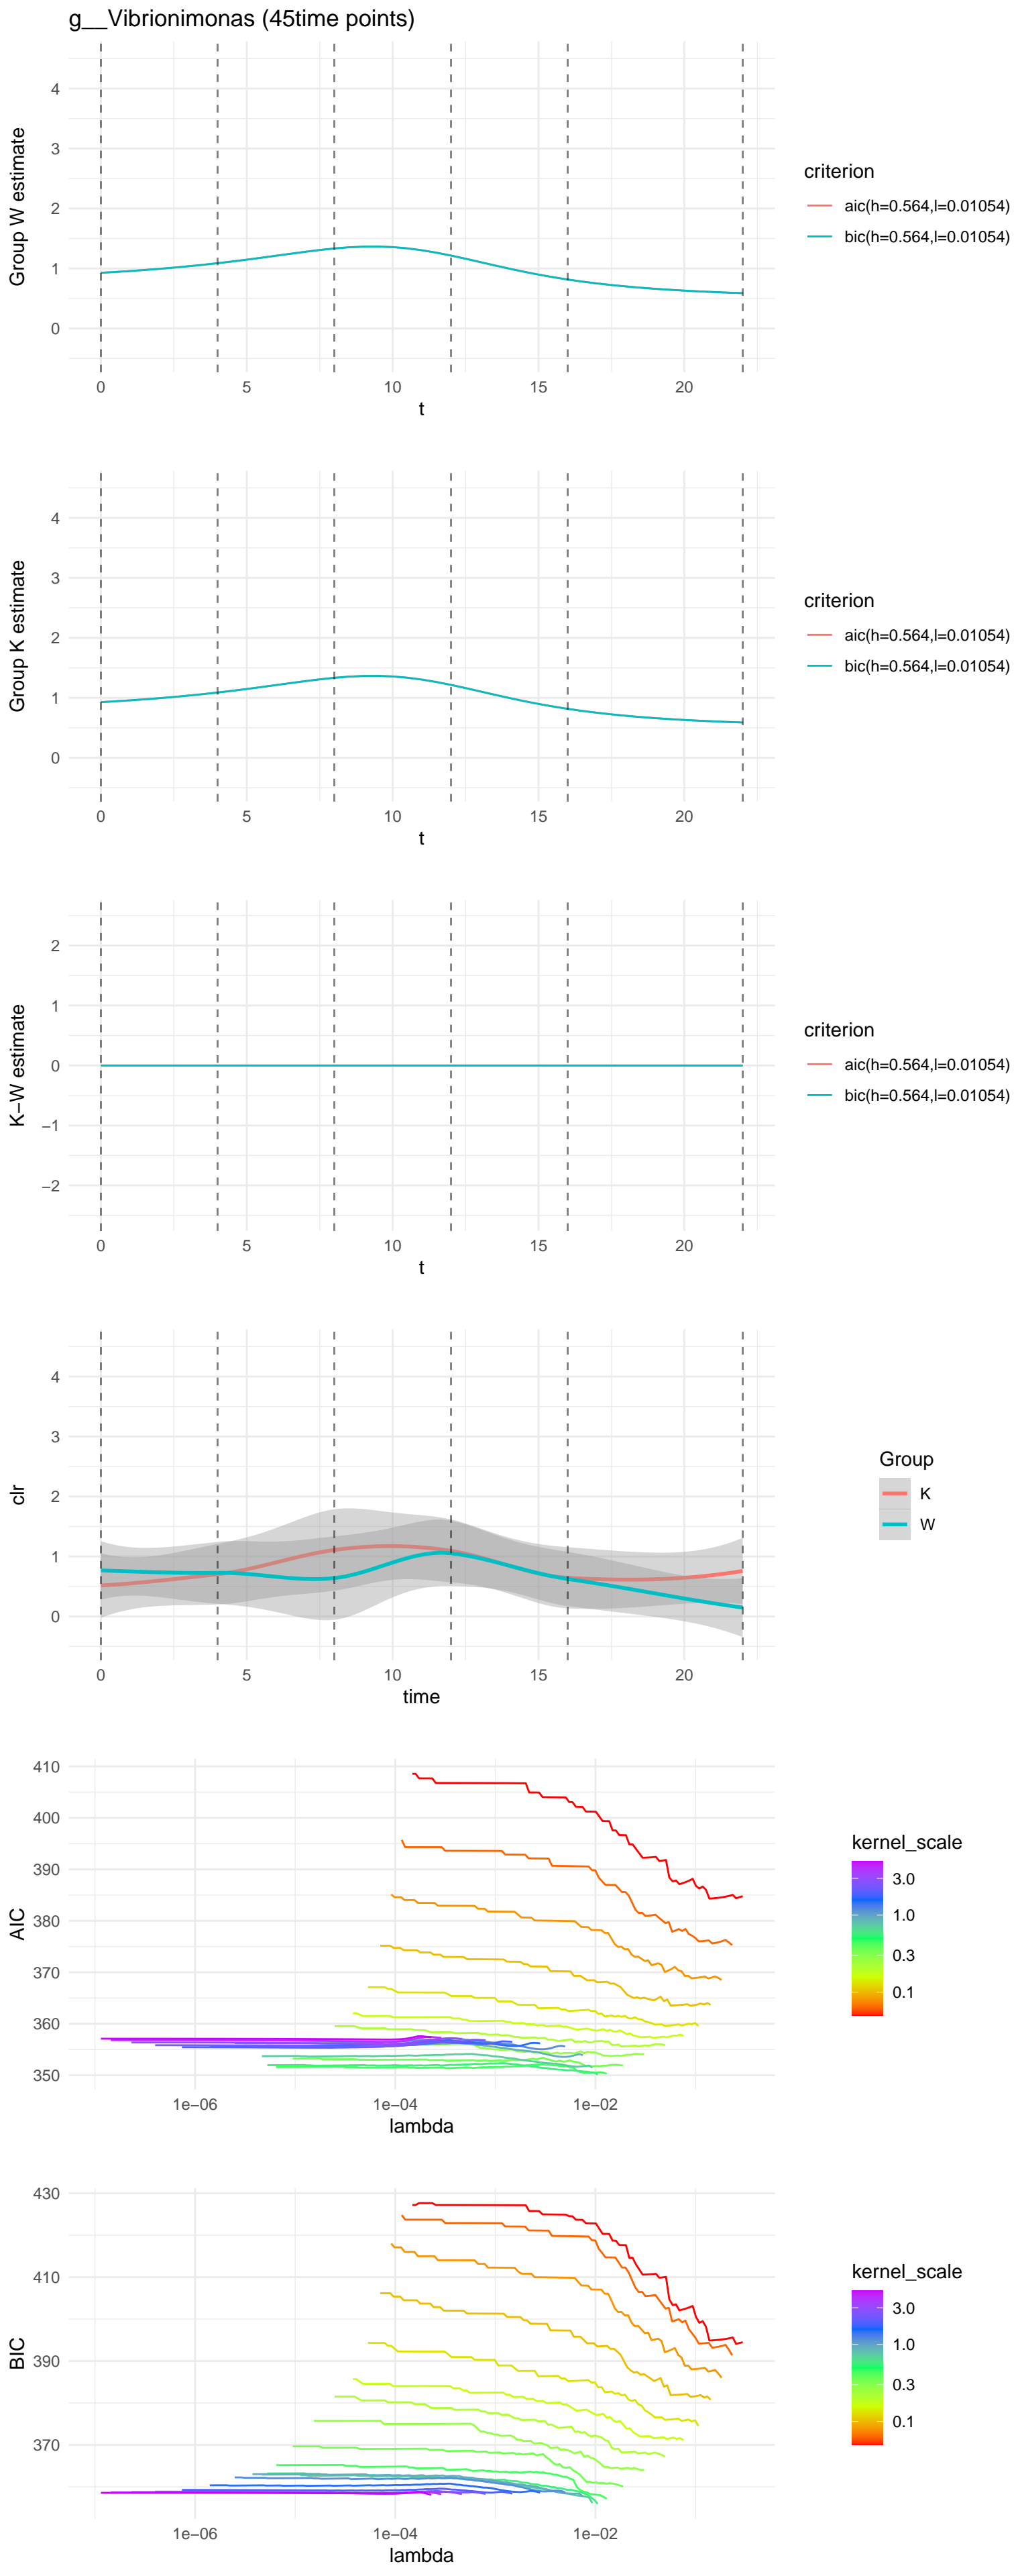 g__Vibrionimonas (45time points)
Group W estimate
4
3
2
1
0
0 5 10 15 20
t
criterion
aic(h=0.564,l=0.01054)
bic(h=0.564,l=0.01054)
Group K estimate
4
3
2
1
0
0 5 10 15 20
t
criterion
aic(h=0.564,l=0.01054)
bic(h=0.564,l=0.01054)
K−W estimate
2
1
0
−1
−2
0 5 10 15 20
t
criterion
aic(h=0.564,l=0.01054)
bic(h=0.564,l=0.01054)
clr
4
3
2
1
0
0 5 10 15 20
time
Group
K
W
AIC
410
400
390
380
370
360
350
1e−06 1e−04 1e−02
lambda
kernel_scale
3.0
1.0
0.3
0.1
BIC
430
410
390
370
1e−06 1e−04 1e−02
lambda
kernel_scale
3.0
1.0
0.3
0.1